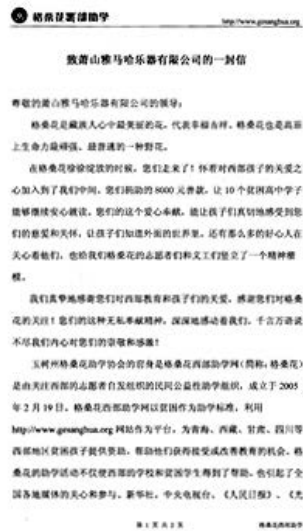 格桑花西部助学
http://www.gesanghua.org
致萧山雅马哈乐器有限公司的一封信
尊敬的萧山雅马哈乐器有限公司的领导：
格桑花是藏族人心中最美丽的花，代表幸福吉祥。格桑花也是高原
上生命力最顽强、最普通的一种野花。
在格桑花徐徐绽放的时候，您们走来了！怀着对西部孩子的关爱之
心加入到了我们中间。您们捐助的 8000 元善款，让 10 个贫困高中学子
能够继续安心就读。您们的这个爱心奉献，能让孩子们真切地感受到您
们的慈爱和关怀，让孩子们知道外面的世界里，还有那么多的好心人在
关心着他们，也给我们格桑花的志愿者们和义工们竖立了一个精神楷
模。
我们真挚地感谢您们对西部教育和孩子们的关爱，感谢您们对格桑
花的关注！您们的这种无私奉献精神，深深地感动着我们，千言万语说
不尽我们内心对您们的崇敬和感激！
玉树州格桑花助学协会的前身是格桑花西部助学网（简称：格桑花）
是由关注西部的志愿者自发组织的民间公益性助学组织，成立于 2005
年 2 月 19 日。格桑花西部助学网以贫困作为助学标准，利用
http://www.gesanghua.org 网站作为平台，为青海、西藏、甘肃、四川等
西部地区贫困孩子提供资助，帮助他们获得接受或改善教育的机会。格
桑花的助学活动不仅使西部的学校和贫困学生得到了帮助，也引起了全
国各地媒体的关心和参与。新华社、中央电视台、《人民日报》、《光
第 1 页 共 2 页
格桑花西部助学